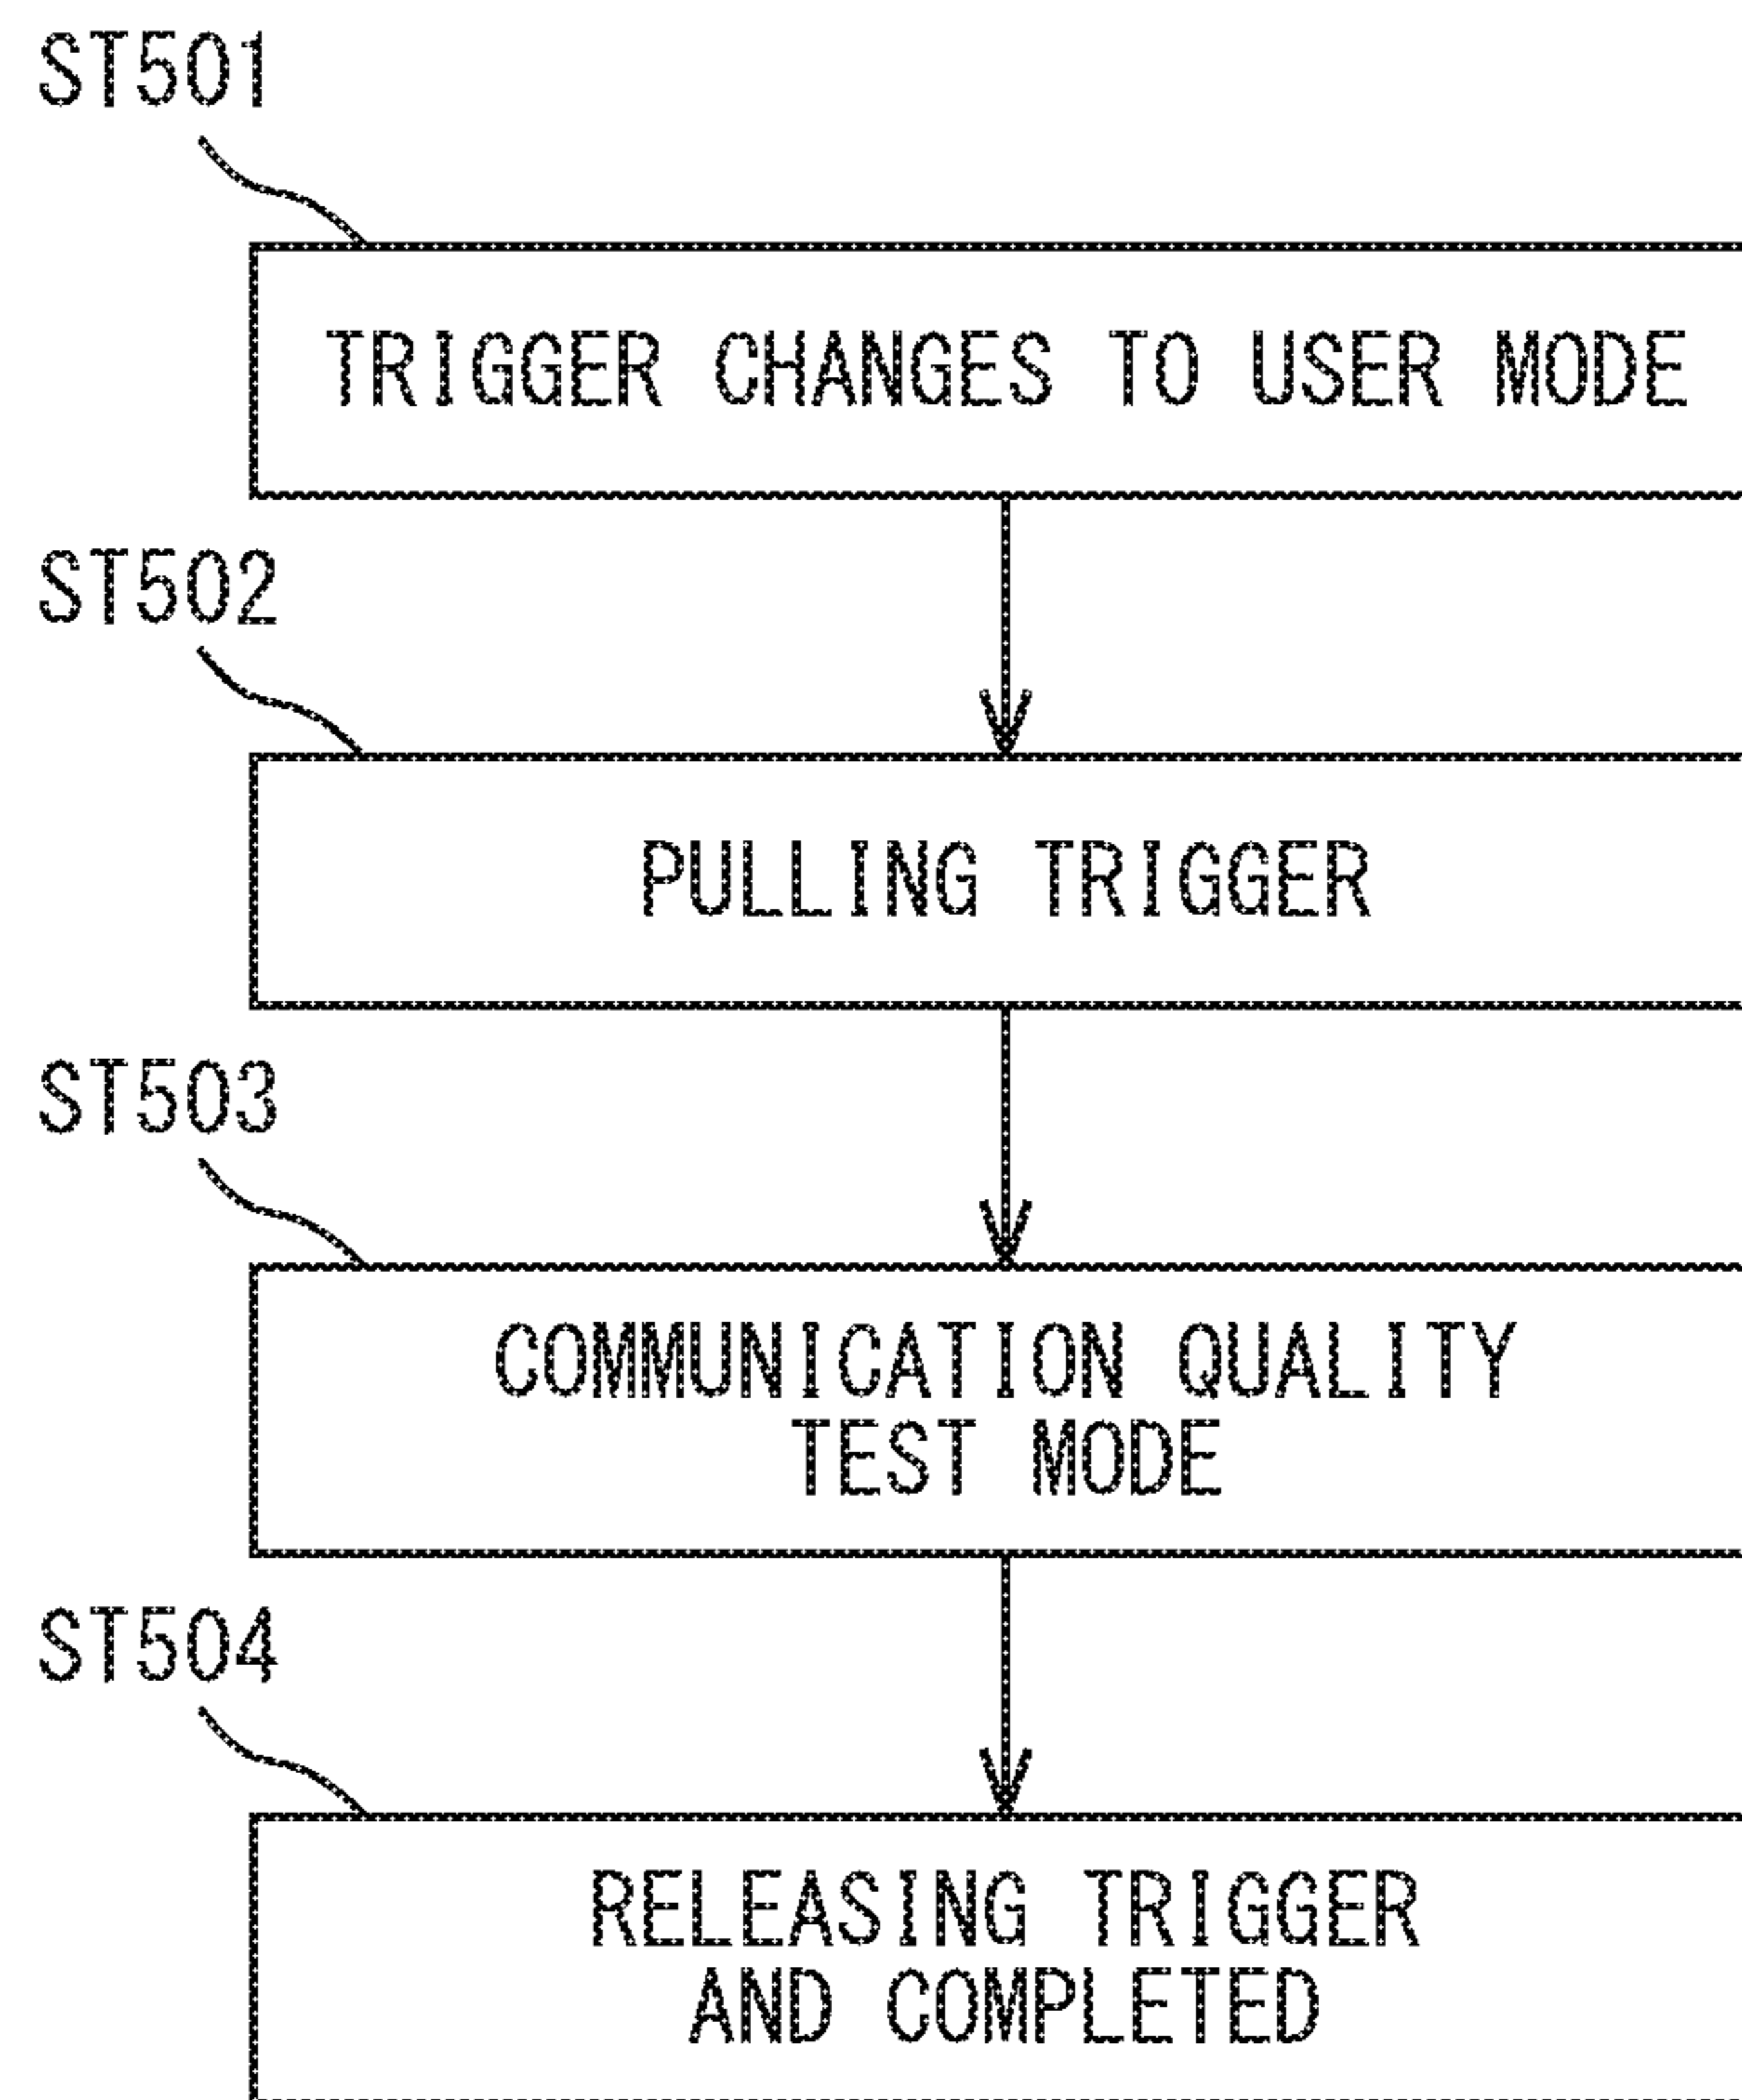 ST501
TRIGGER CHANGES TO USER MODE
ST502
PULLING TRIGGER
ST503
COMMUNICATION QUALITY
TEST MODE
ST504
RELEASING TRIGGER
AND COMPLETED